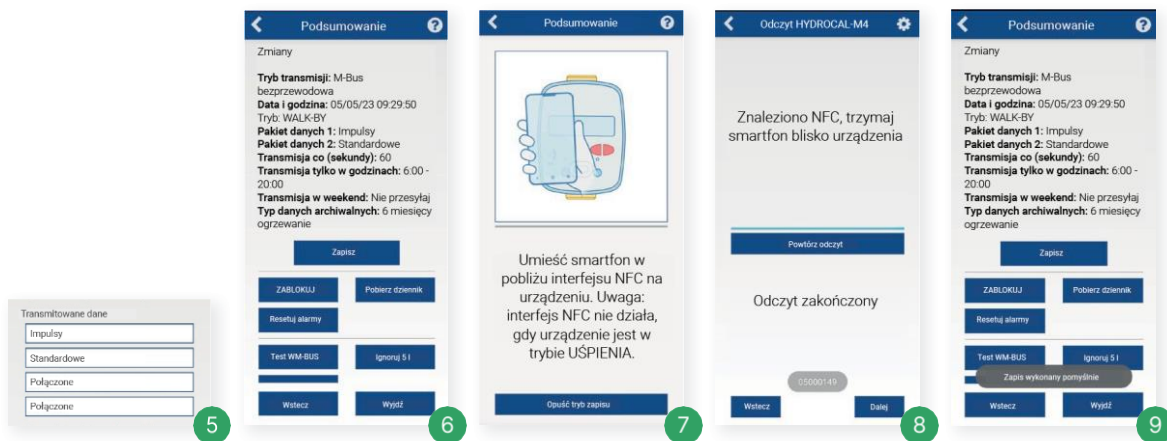 Transmitowane dane
Impulsy
Standardowe
Połączone
Połączone
5
Podsumowanie ?
Zmiany
Tryb transmisji: M-Bus
bezprzewodowa
Data i godzina: 05/05/23 09:29:50
Tryb: WALK-BY
Pakiet danych 1: Impulsy
Pakiet danych 2: Standardowe
Transmisja co (sekundy): 60
Transmisja tylko w godzinach: 6:00 -
20:00
Transmisja w weekend: Nie przesyłaj
Typ danych archiwalnych: 6 miesięcy
ogrzewanie
Zapisz
ZABLOKUJ Pobierz dziennik
Resetuj alarmy
Test WM-BUS Ignoruj 5 l
Wstecz Wyjdź
6
Podsumowanie ?
Umieść smartfon w
pobliżu interfejsu NFC na
urządzeniu. Uwaga:
interfejs NFC nie działa,
gdy urządzenie jest w
trybie UŚPIENIA.
Opuść tryb zapisu
7
Odczyt HYDROCAL-M4
Znaleziono NFC, trzymaj
smartfon blisko urządzenia
Powtórz odczyt
Odczyt zakończony
05000149
Wstecz Dalej
8
Podsumowanie ?
Zmiany
Tryb transmisji: M-Bus
bezprzewodowa
Data i godzina: 05/05/23 09:29:50
Tryb: WALK-BY
Pakiet danych 1: Impulsy
Pakiet danych 2: Standardowe
Transmisja co (sekundy): 60
Transmisja tylko w godzinach: 6:00 -
20:00
Transmisja w weekend: Nie przesyłaj
Typ danych archiwalnych: 6 miesięcy
ogrzewanie
Zapisz
ZABLOKUJ Pobierz dziennik
Resetuj alarmy
Test WM-BUS Ignoruj 5 l
Zapis wykonany pomyślnie
Wstecz Wyjdź
9